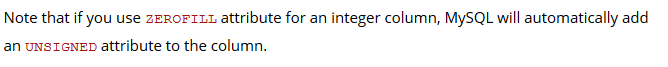 Note that if you use ZEROFILL attribute for an integer column, MySQL will automatically add
an UNSIGNED attribute to the column.